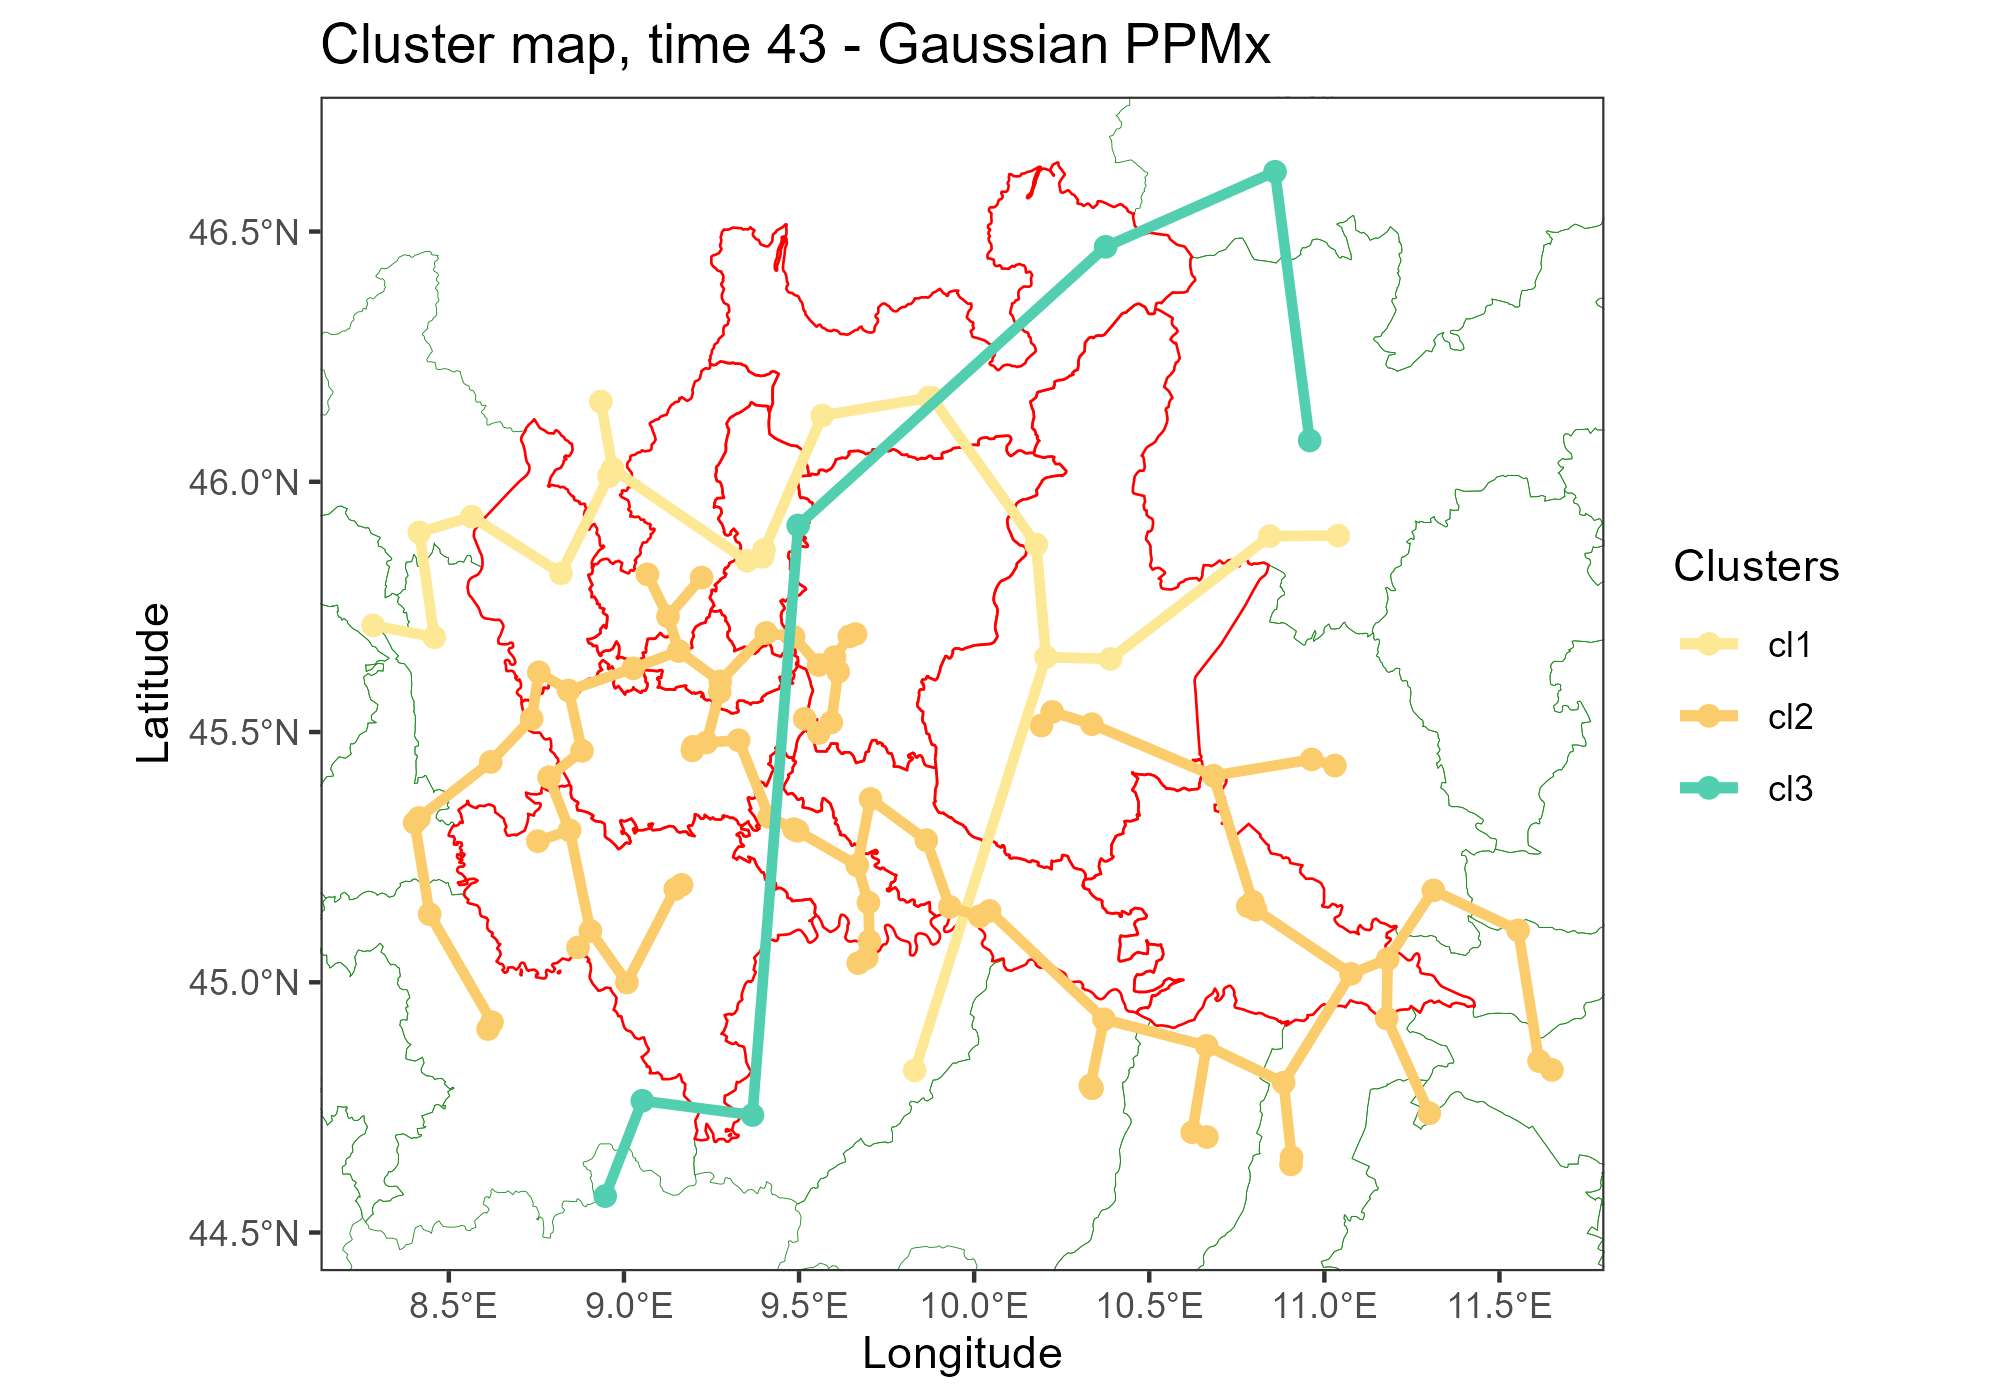 Cluster map, time 43 - Gaussian PPMx
46.5°N
46.0°N
45.5°N
45.0°N
44.5°N
Latitude
8.5°E 9.0°E 9.5°E 10.0°E 10.5°E 11.0°E 11.5°E
Longitude
Clusters
cl1
cl2
cl3